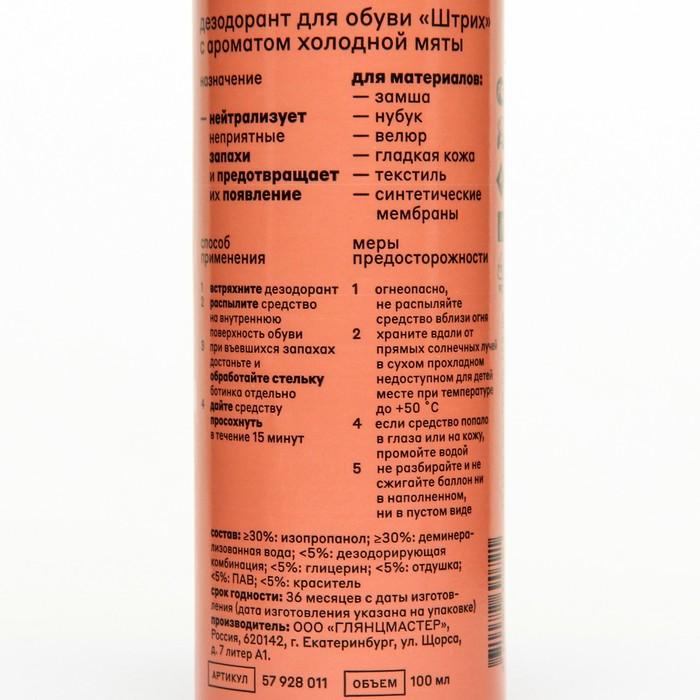 дезодорант для обуви «Штрих»
с ароматом холодной мяты
назначение
— нейтрализует
неприятные
запахи
и предотвращает
их появление
для материалов:
— замша
— нубук
— велюр
— гладкая кожа
— текстиль
— синтетические
мембраны
способ
применения
1 встряхните дезодорант
2 распылите средство
на внутреннюю
поверхность обуви
3 при въевшихся запахах
достаньте и
обработайте стельку
ботинка отдельно
4 дайте средству
просохнуть
в течение 15 минут
меры
предосторожности
1 огнеопасно,
не распыляйте
средство вблизи огня
2 храните вдали от
прямых солнечных лучей
в сухом прохладном
недоступном для детей
месте при температуре
до +50 °С
4 если средство попало
в глаза или на кожу,
промойте водой
5 не разбирайте и не
сжигайте баллон ни
в наполненном,
ни в пустом виде
состав: ≥30%: изопропанол; ≥30%: деминера-
лизованная вода; <5%: дезодорирующая
комбинация; <5%: глицерин; <5%: отдушка;
<5%: ПАВ; <5%: краситель
срок годности: 36 месяцев с даты изготов-
ления (дата изготовления указана на упаковке)
производитель: ООО «ГЛЯНЦМАСТЕР»,
Россия, 620142, г. Екатеринбург, ул. Щорса,
д. 7 литер А1.
АРТИКУЛ 57 928 011 ОБЪЕМ 100 мл